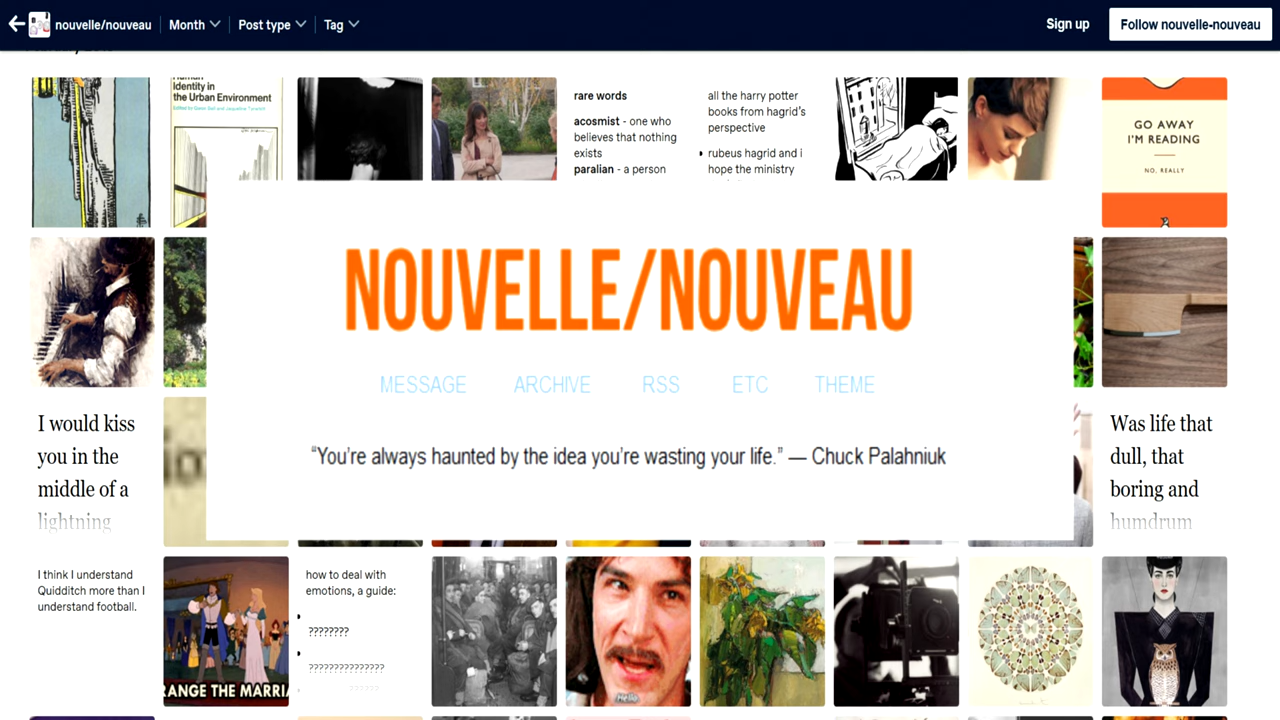 nouvelle/nouveau
Month
Post type
Tag
Sign up
Follow nouvelle-nouveau
Identity in
the Urban Environment
rare words
acosmist - one who
believes that nothing
exists
paralian - a person
all the harry potter
books from hagrid's
perspective
rubeus hagrid and i
hope the ministry
GO AWAY
I'M READING
NO, REALLY
NOUVELLE/NOUVEAU
MESSAGE ARCHIVE RSS ETC THEME
“You're always haunted by the idea you're wasting your life.” — Chuck Palahniuk
I would kiss
you in the
middle of a
lightning
Was life that
dull, that
boring and
humdrum
I think I understand
Quidditch more than I
understand football.
RANGE THE MARRIA
how to deal with
emotions, a guide:
????????
???????????????
??????
Hello